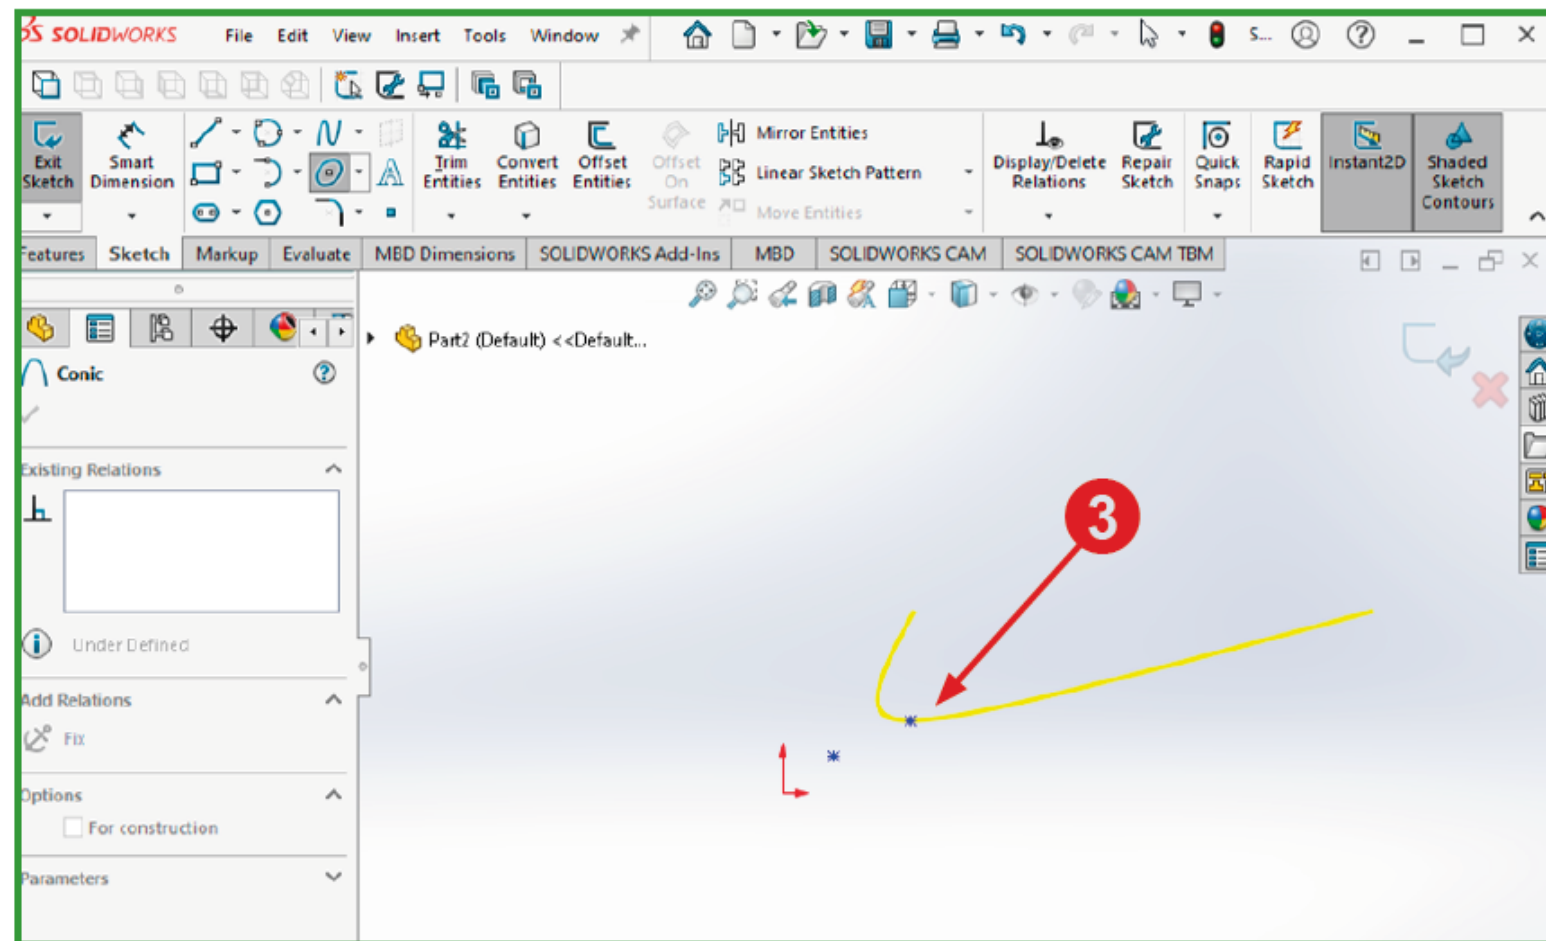 SOLIDWORKS File Edit View Insert Tools Window S... ?
Exit Sketch
Smart Dimension
Trim Entities
Convert Entities
Offset Entities
Offset On Surface
Mirror Entities
Linear Sketch Pattern
Move Entities
Display/Delete Relations
Repair Sketch
Quick Snaps
Rapid Sketch
Instant2D
Shaded Sketch Contours
Features Sketch Markup Evaluate MBD Dimensions SOLIDWORKS Add-Ins MBD SOLIDWORKS CAM SOLIDWORKS CAM TBM
Part2 (Default) <<Default...
Conic ?
Existing Relations
Under Defined
Add Relations
Fix
Options
For construction
Parameters
3